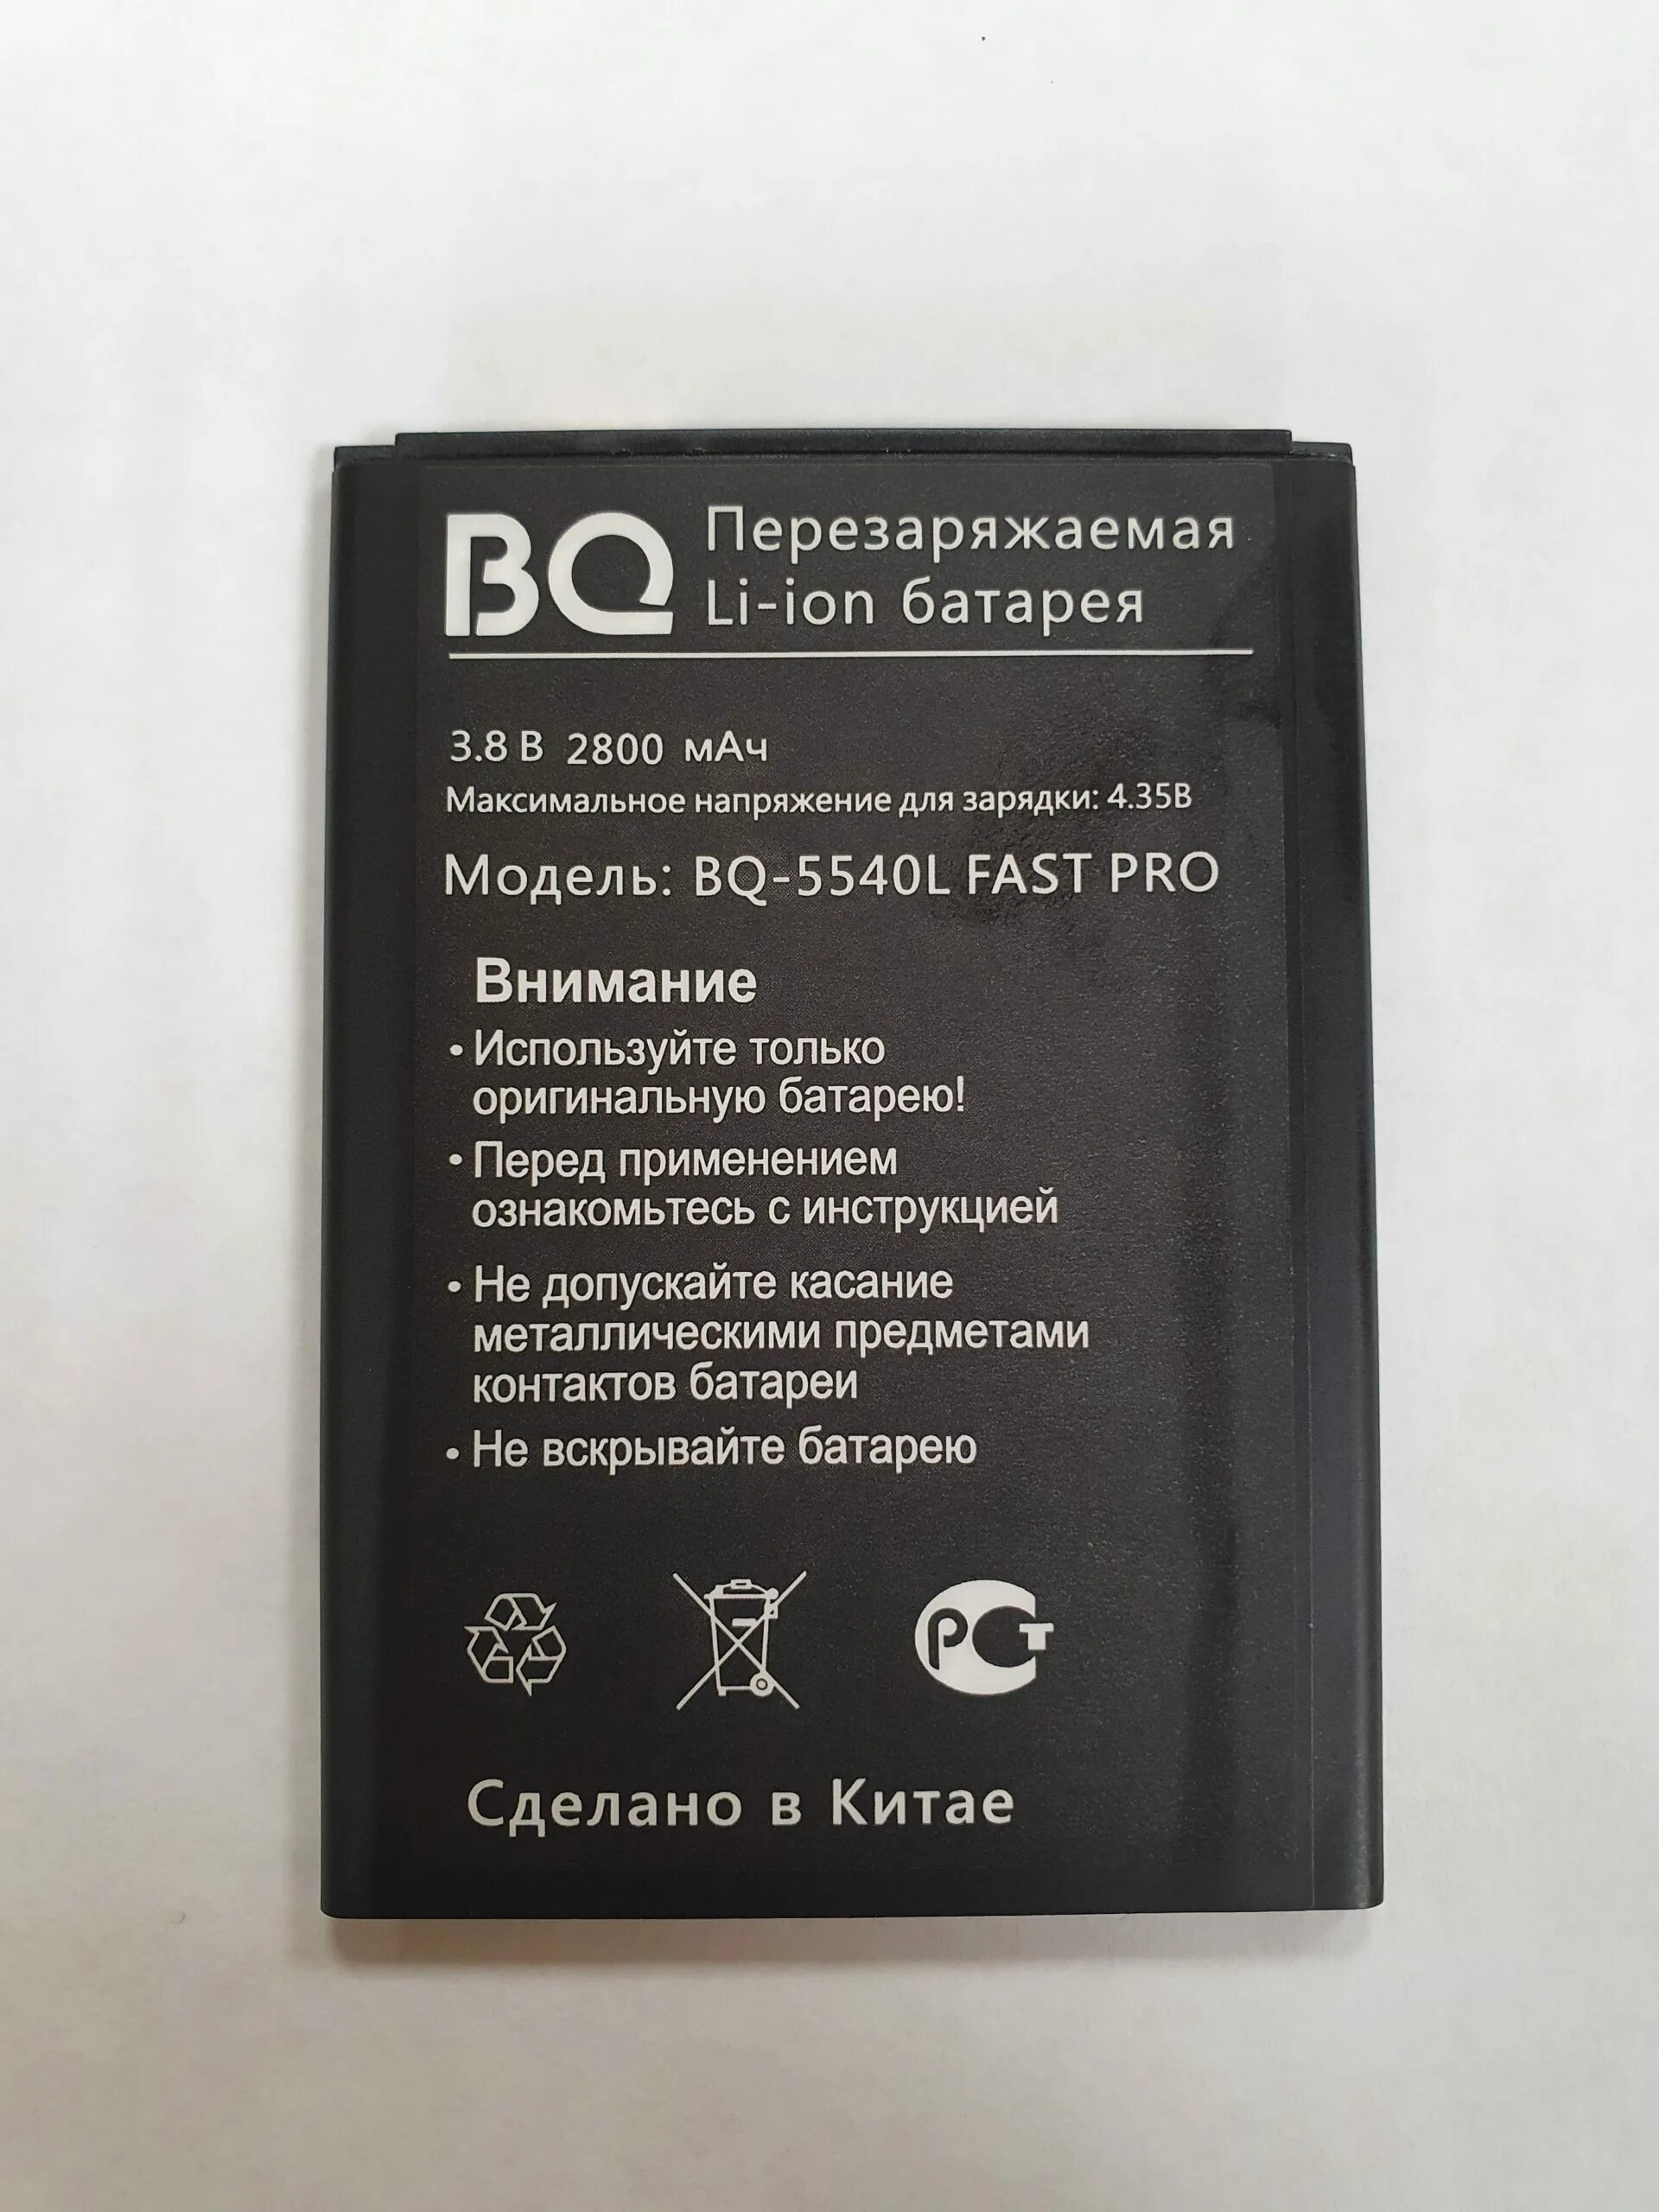 BQ Перезаряжаемая
Li-ion батарея
3.8 В 2800 мАч
Максимальное напряжение для зарядки: 4.35В
Модель: BQ-5540L FAST PRO
Внимание
• Используйте только
оригинальную батарею!
• Перед применением
ознакомьтесь с инструкцией
• Не допускайте касание
металлическими предметами
контактов батареи
• Не вскрывайте батарею
РСТ
Сделано в Китае